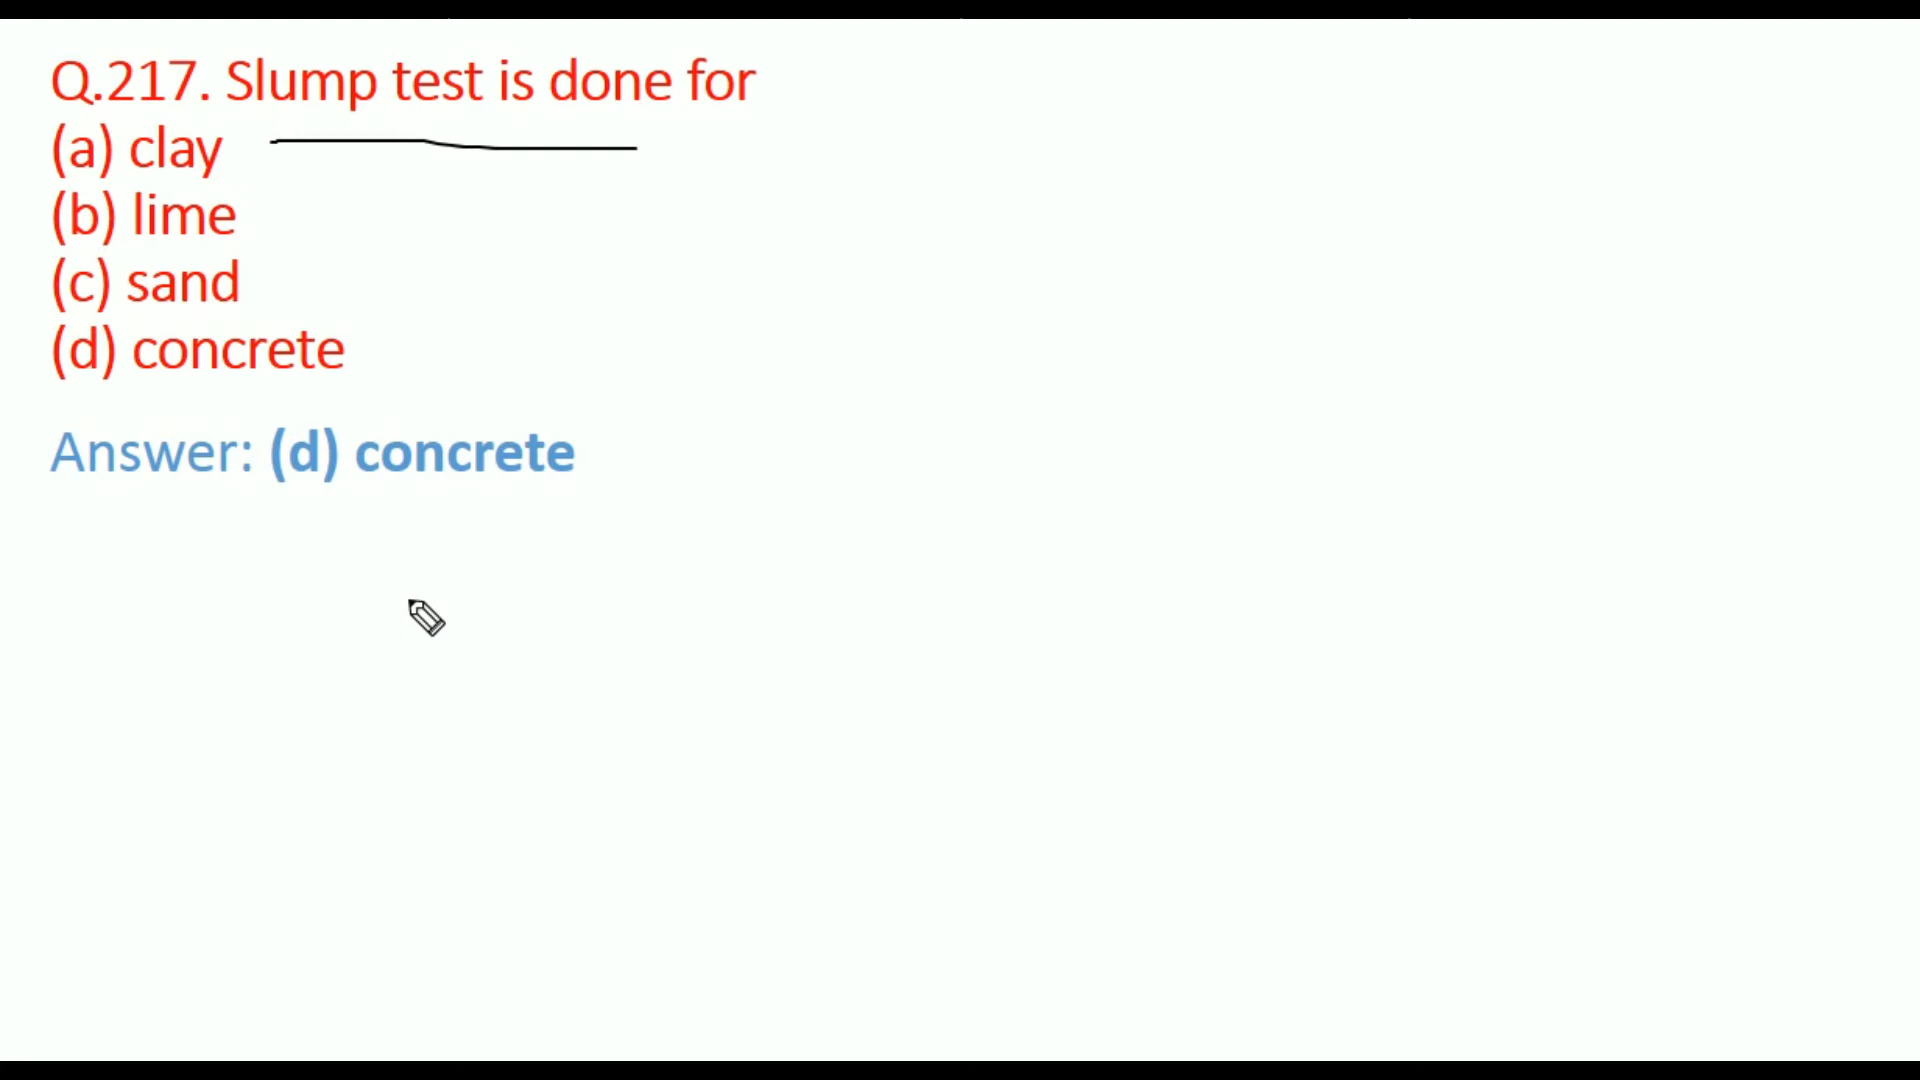 Q.217. Slump test is done for
(a) clay
(b) lime
(c) sand
(d) concrete
Answer: (d) concrete